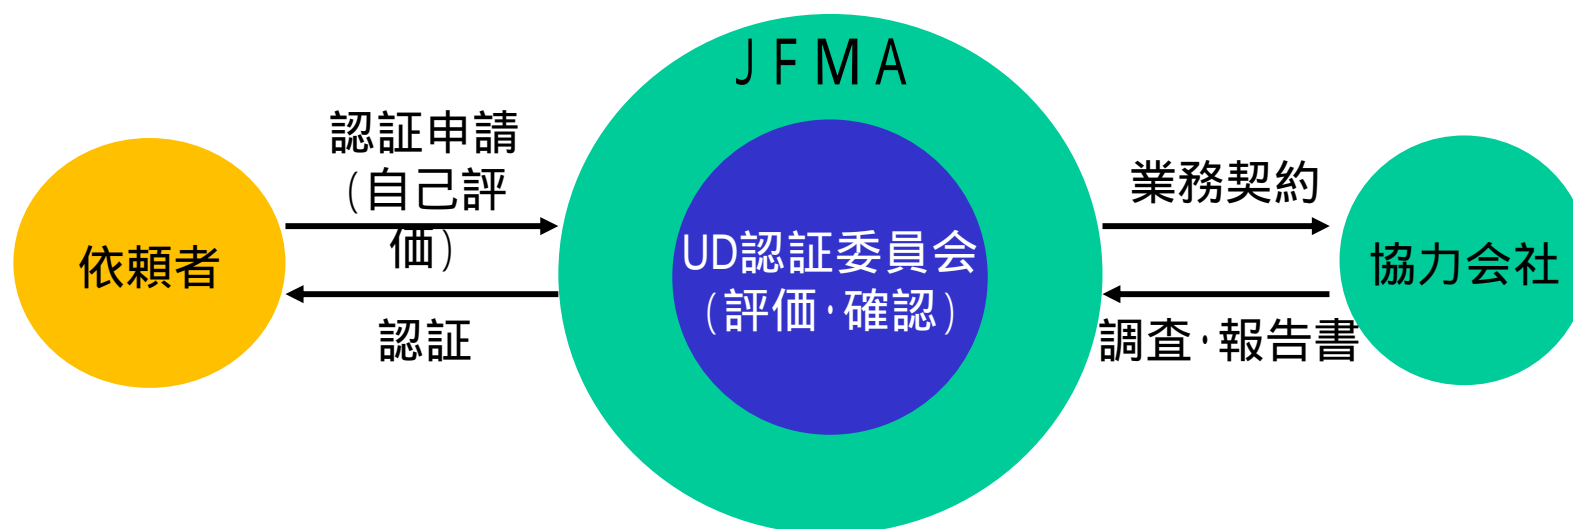 JFMA
認証申請
(自己評
価)
認証
依頼者
UD認証委員会
(評価・確認)
業務契約
調査・報告書
協力会社